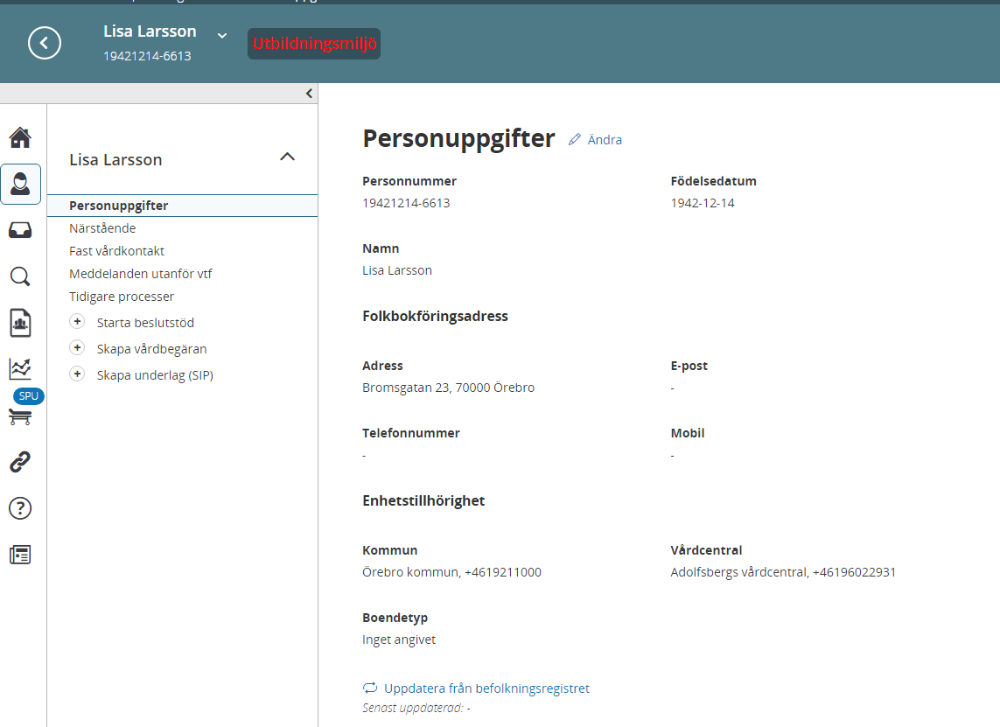 Lisa Larsson
19421214-6613
Utbildningsmiljö
Lisa Larsson
Personuppgifter
Närstående
Fast vårdkontakt
Meddelanden utanför vtf
Tidigare processer
Starta beslutstöd
Skapa vårdbegäran
Skapa underlag (SIP)
SPU
Personuppgifter Ändra
Personnummer Födelsedatum
19421214-6613 1942-12-14
Namn
Lisa Larsson
Folkbokföringsadress
Adress E-post
Bromsgatan 23, 70000 Örebro -
Telefonnummer Mobil
- -
Enhetstillhörighet
Kommun Vårdcentral
Örebro kommun, +4619211000 Adolfsbergs vårdcentral, +46196022931
Boendetyp
Inget angivet
Uppdatera från befolkningsregistret
Senast uppdaterad: -